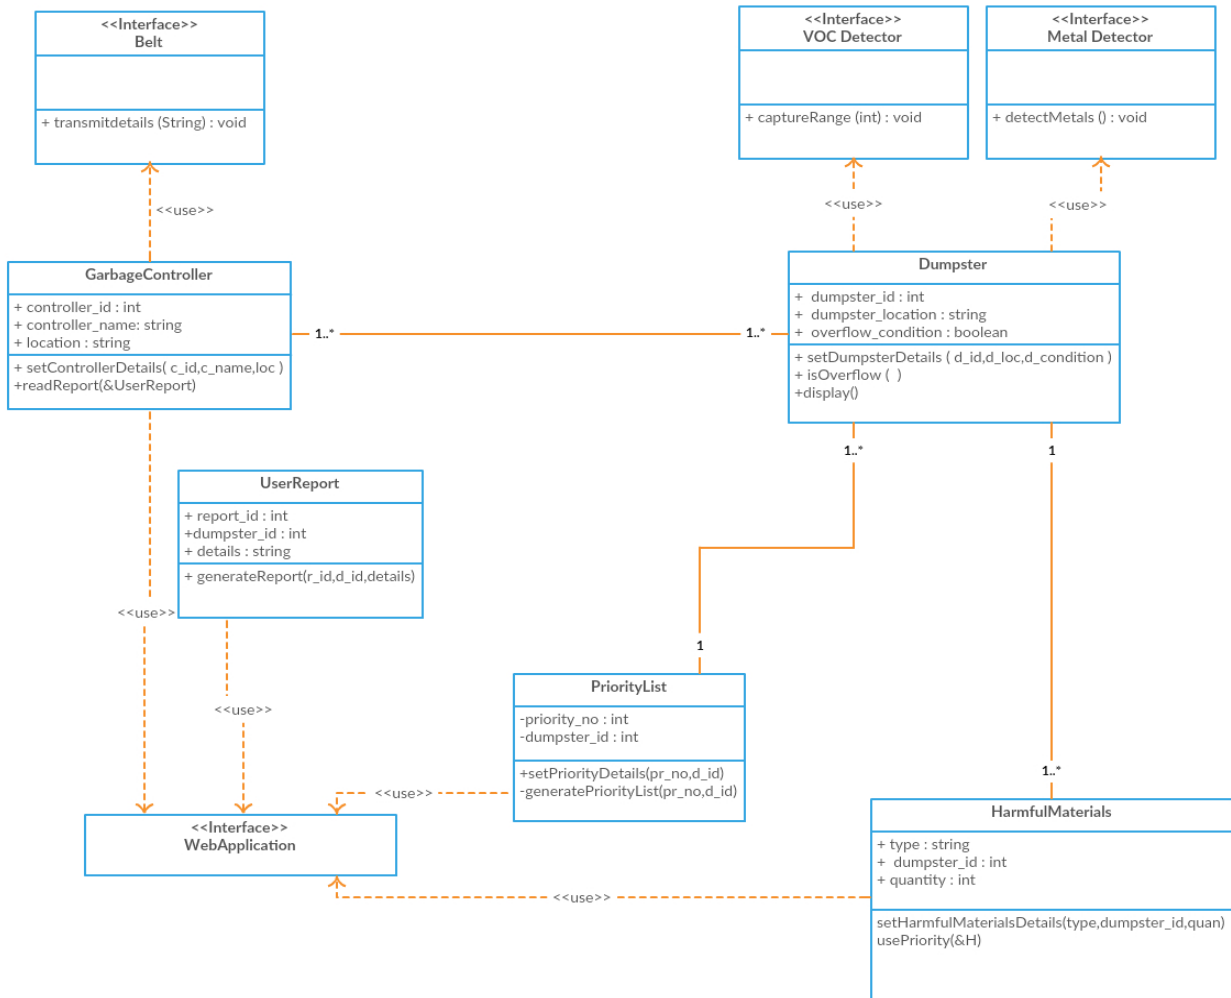 <<Interface>>
Belt
+ transmitdetails (String) : void
<<Interface>>
VOC Detector
+ captureRange (int) : void
<<Interface>>
Metal Detector
+ detectMetals () : void
<<use>>
<<use>>
<<use>>
GarbageController
+ controller_id : int
+ controller_name: string
+ location : string
+ setControllerDetails( c_id,c_name,loc )
+readReport(&UserReport)
1..*
1..*
Dumpster
+ dumpster_id : int
+ dumpster_location : string
+ overflow_condition : boolean
+ setDumpsterDetails ( d_id,d_loc,d_condition )
+ isOverflow ( )
+display()
1..*
1
UserReport
+ report_id : int
+dumpster_id : int
+ details : string
+ generateReport(r_id,d_id,details)
<<use>>
<<use>>
1
PriorityList
-priority_no : int
-dumpster_id : int
+setPriorityDetails(pr_no,d_id)
-generatePriorityList(pr_no,d_id)
<<use>>
1..*
<<Interface>>
WebApplication
HarmfulMaterials
+ type : string
+ dumpster_id : int
+ quantity : int
setHarmfulMaterialsDetails(type,dumpster_id,quan)
usePriority(&H)
<<use>>